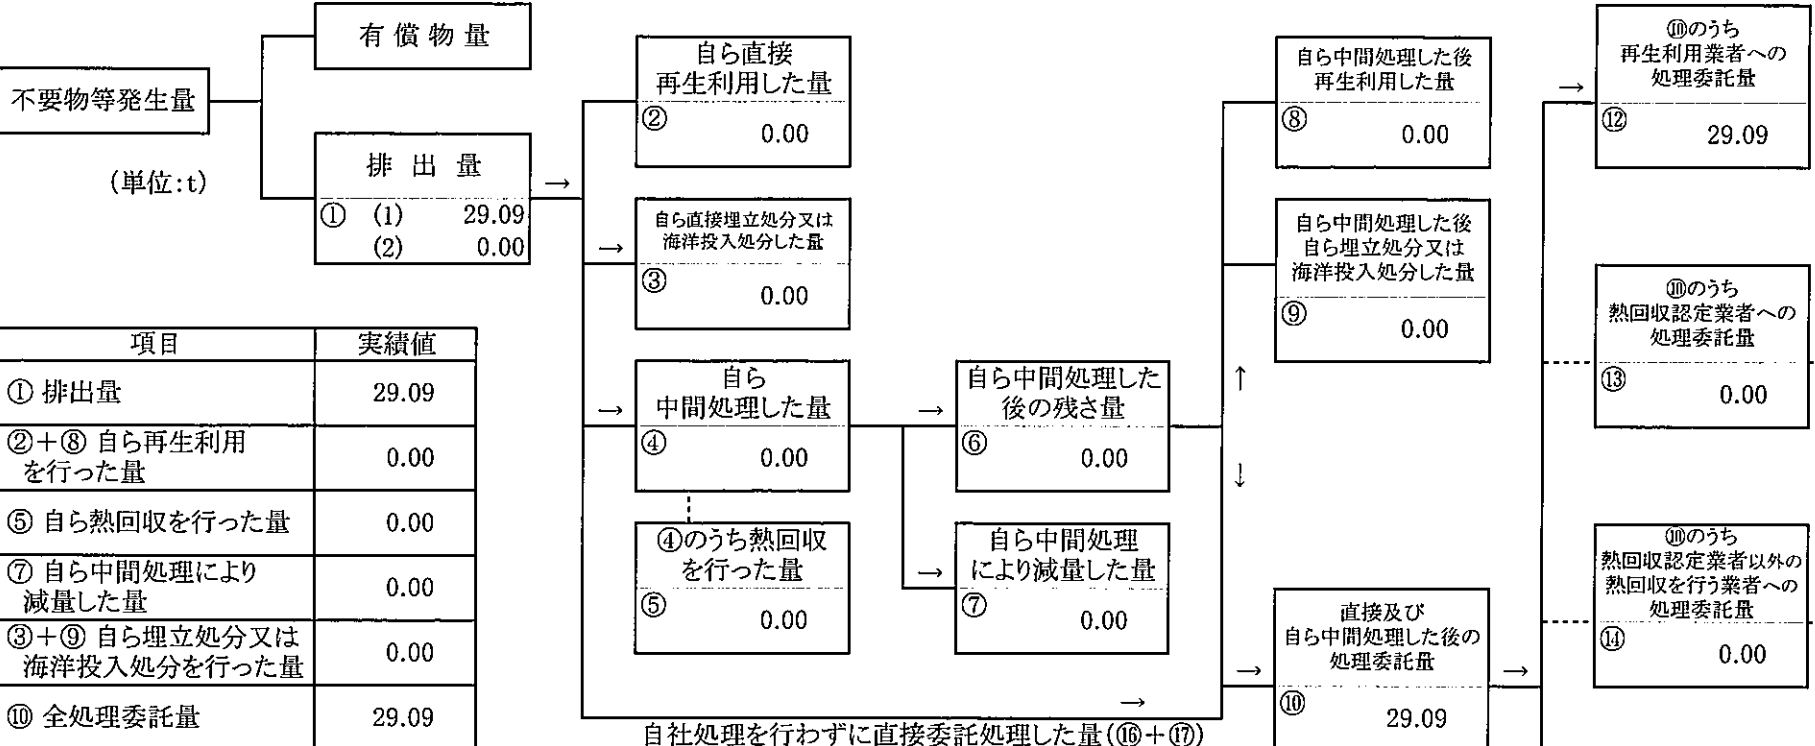 有償物量
不要物等発生量
(単位:t)
排出量
① (1) 29.09
(2) 0.00
→
自ら直接
再生利用した量
② 0.00
→
自ら直接埋立処分又は
海洋投入処分した量
③ 0.00
→
自ら
中間処理した量
④ 0.00
④のうち熱回収
を行った量
⑤ 0.00
→
自ら中間処理した
後の残さ量
⑥ 0.00
→
自ら中間処理
により減量した量
⑦ 0.00
自ら中間処理した後
再生利用した量
⑧ 0.00
自ら中間処理した後
自ら埋立処分又は
海洋投入処分した量
⑨ 0.00
↑
↓
→
自社処理を行わずに直接委託処理した量(⑯+⑰)
→
直接及び
自ら中間処理した後の
処理委託量
⑩ 29.09
→
→
⑩のうち
再生利用業者への
処理委託量
⑫ 29.09
⑩のうち
熱回収認定業者への
処理委託量
⑬ 0.00
⑩のうち
熱回収認定業者以外の
熱回収を行う業者への
処理委託量
⑭ 0.00
項目 実績値
① 排出量 29.09
②+⑧ 自ら再生利用
を行った量 0.00
⑤ 自ら熱回収を行った量 0.00
⑦ 自ら中間処理により
減量した量 0.00
③+⑨ 自ら埋立処分又は
海洋投入処分を行った量 0.00
⑩ 全処理委託量 29.09